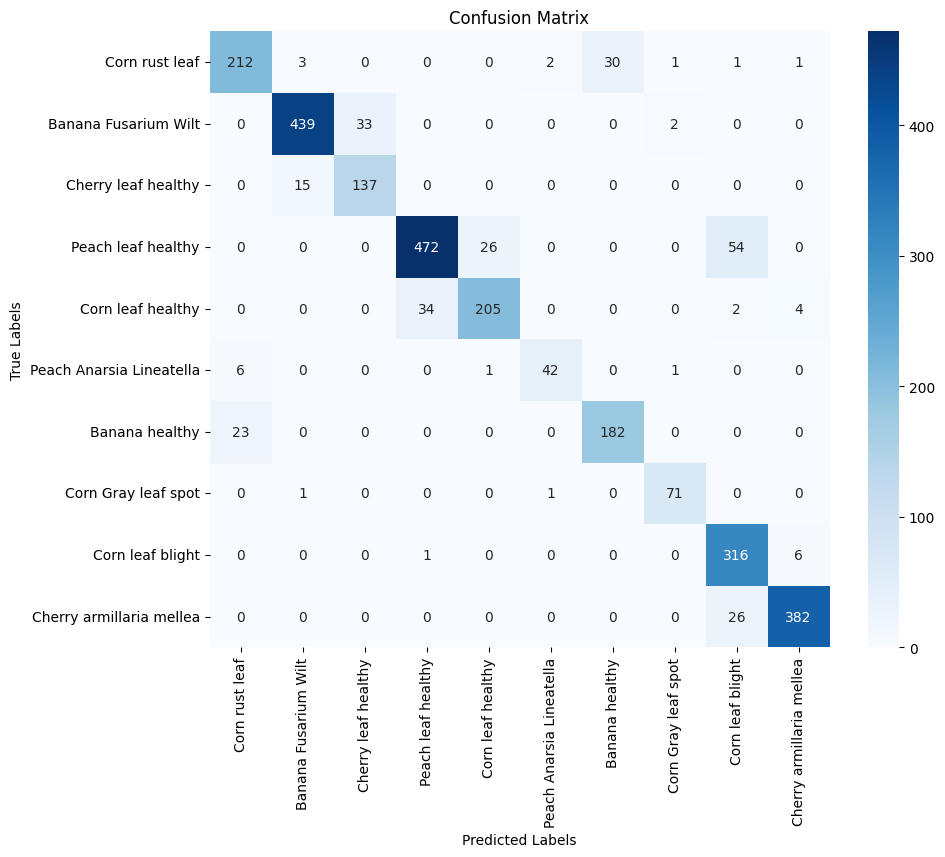 Confusion Matrix
Corn rust leaf 212 3 0 0 0 2 30 1 1 1
Banana Fusarium Wilt 0 439 33 0 0 0 0 2 0 0
Cherry leaf healthy 0 15 137 0 0 0 0 0 0 0
Peach leaf healthy 0 0 0 472 26 0 0 0 54 0
Corn leaf healthy 0 0 0 34 205 0 0 0 2 4
Peach Anarsia Lineatella 6 0 0 0 1 42 0 1 0 0
Banana healthy 23 0 0 0 0 0 182 0 0 0
Corn Gray leaf spot 0 1 0 0 0 1 0 71 0 0
Corn leaf blight 0 0 0 1 0 0 0 0 316 6
Cherry armillaria mellea 0 0 0 0 0 0 0 0 26 382
True Labels
Corn rust leaf
Banana Fusarium Wilt
Cherry leaf healthy
Peach leaf healthy
Corn leaf healthy
Peach Anarsia Lineatella
Banana healthy
Corn Gray leaf spot
Corn leaf blight
Cherry armillaria mellea
Predicted Labels
400
300
200
100
0